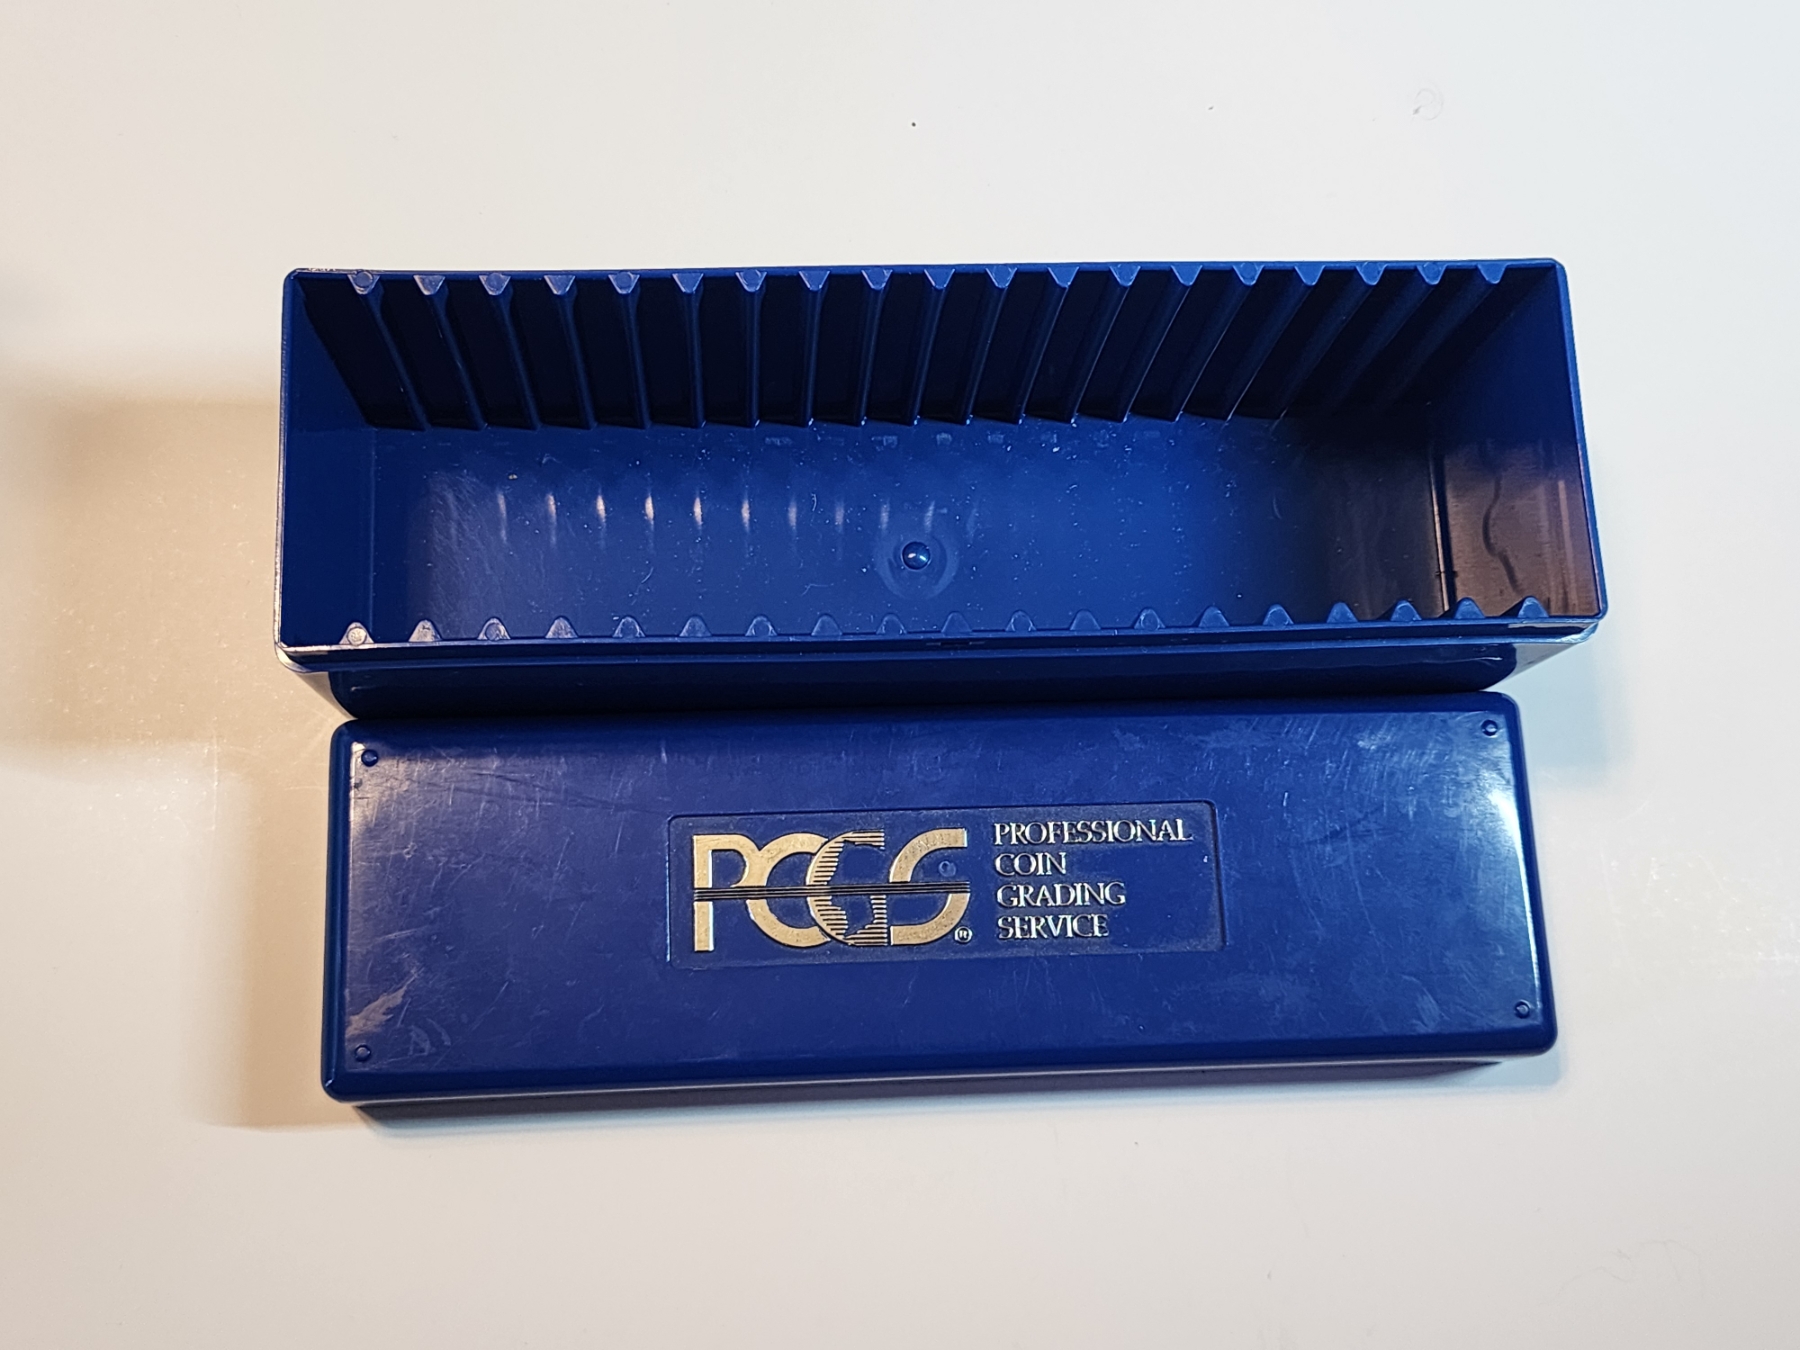 PCGS®
PROFESSIONAL
COIN
GRADING
SERVICE